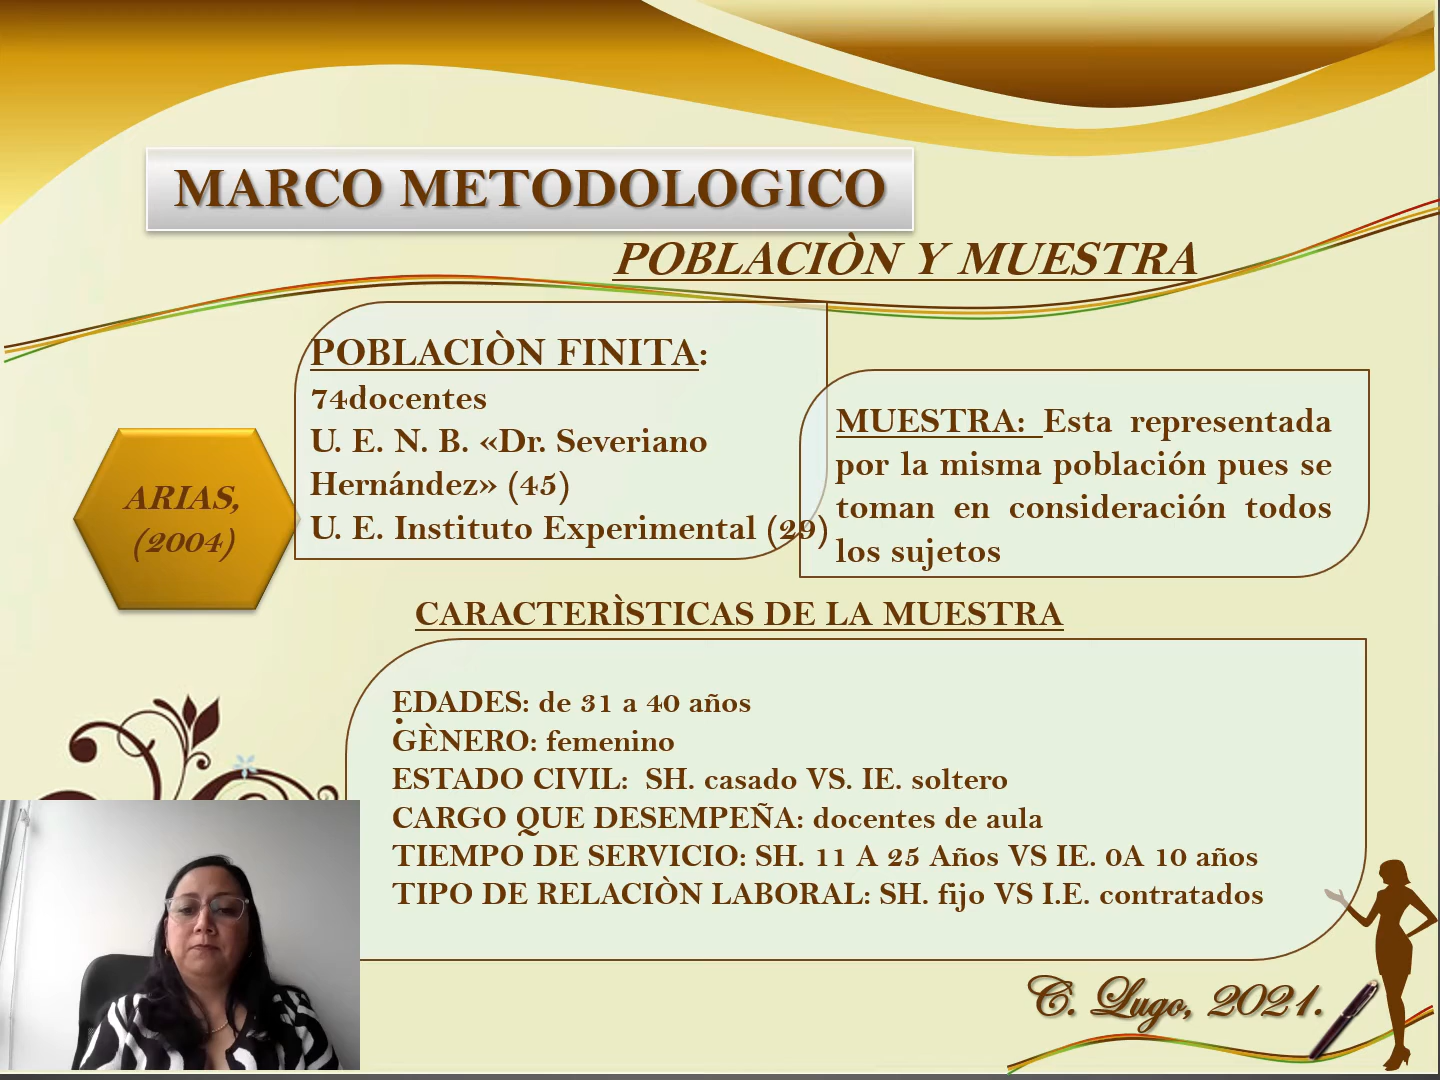 MARCO METODOLOGICO
POBLACIÒN Y MUESTRA
POBLACIÒN FINITA:
74docentes
U. E. N. B. «Dr. Severiano
Hernández» (45)
U. E. Instituto Experimental (29)
MUESTRA: Esta representada
por la misma población pues se
toman en consideración todos
los sujetos
ARIAS,
(2004)
CARACTERÌSTICAS DE LA MUESTRA
EDADES: de 31 a 40 años
.
GÈNERO: femenino
ESTADO CIVIL: SH. casado VS. IE. soltero
CARGO QUE DESEMPEÑA: docentes de aula
TIEMPO DE SERVICIO: SH. 11 A 25 Años VS IE. 0A 10 años
TIPO DE RELACIÒN LABORAL: SH. fijo VS I.E. contratados
C. Lugo, 2021.